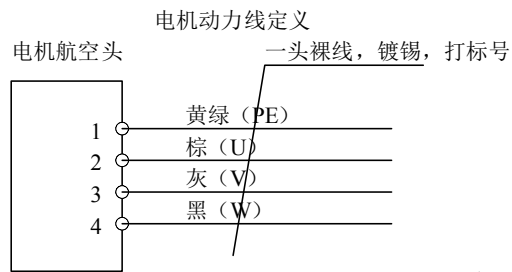 电机动力线定义
电机航空头
一头裸线，镀锡，打标号
1 黄绿（PE）
2 棕（U）
3 灰（V）
4 黑（W）